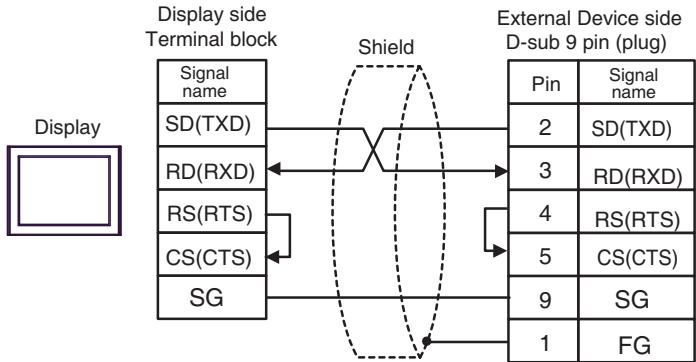 Display side
Terminal block
Shield
External Device side
D-sub 9 pin (plug)
Display
Signal
name
SD(TXD)
RD(RXD)
RS(RTS)
CS(CTS)
SG
Pin
Signal
name
2
SD(TXD)
3
RD(RXD)
4
RS(RTS)
5
CS(CTS)
9
SG
1
FG